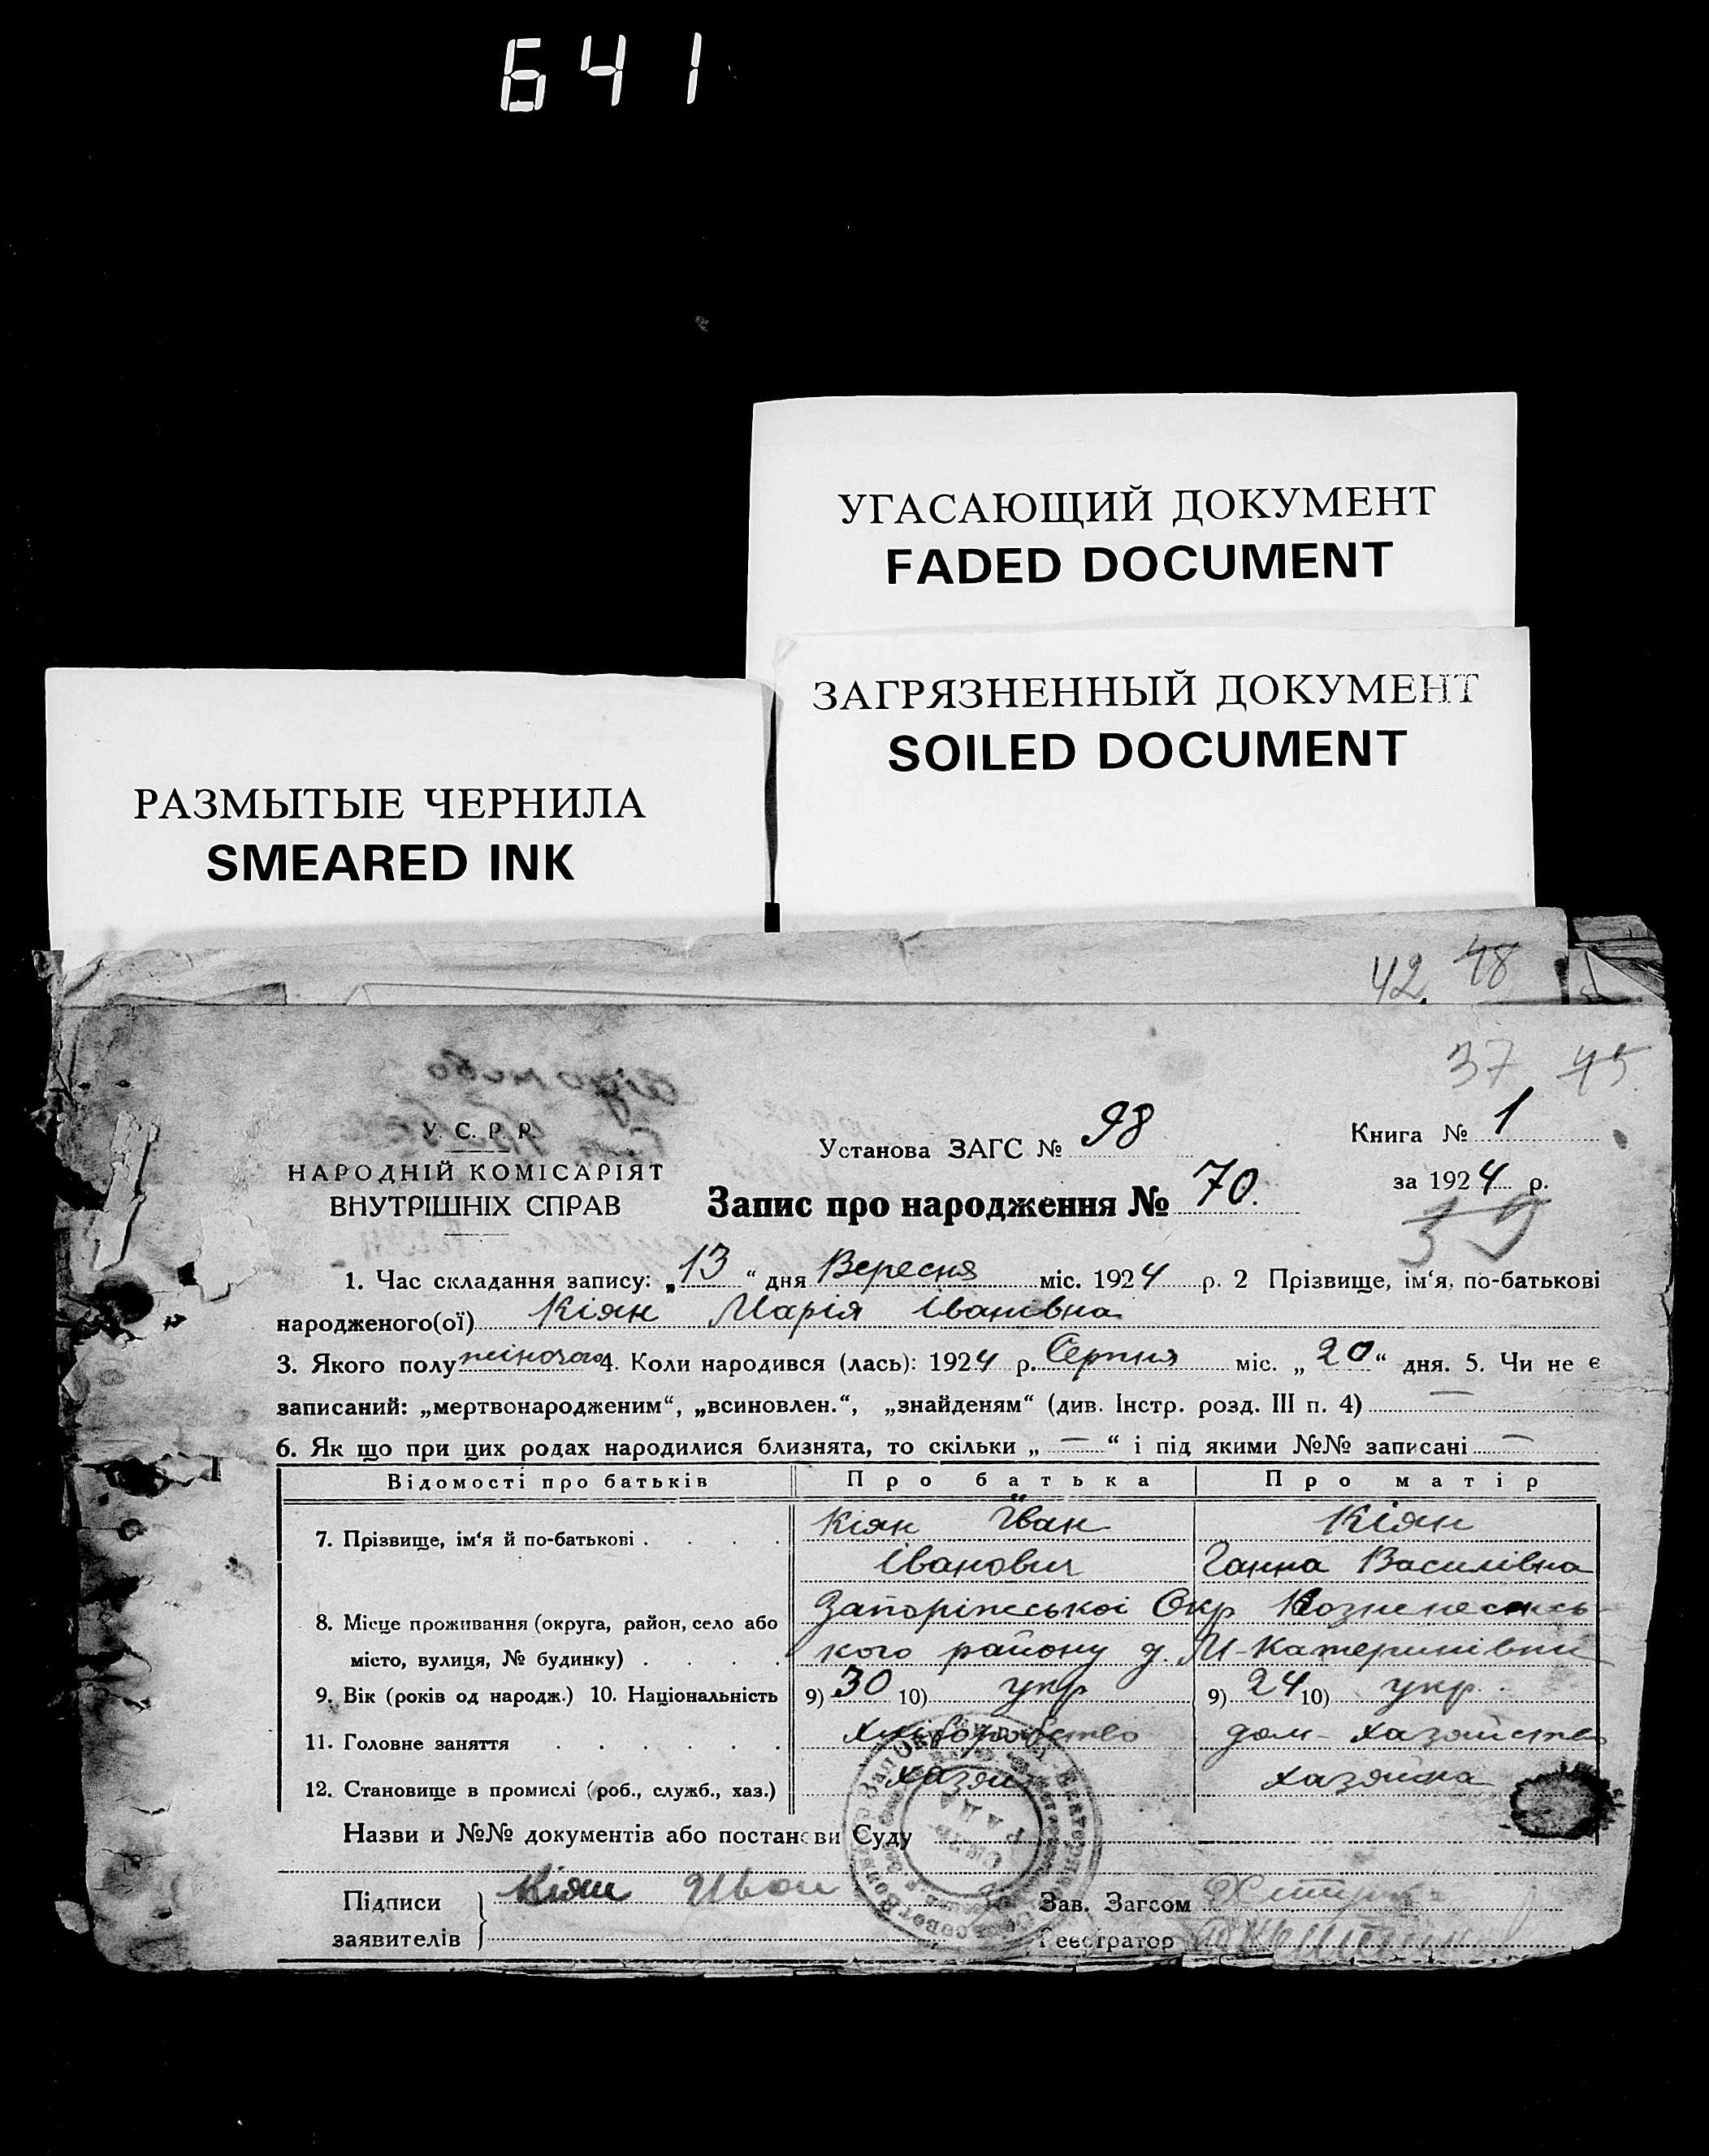 641
УГАСАЮЩИЙ ДОКУМЕНТ
FADED DOCUMENT
ЗАГРЯЗНЕННЫЙ ДОКУМЕНТ
SOILED DOCUMENT
РАЗМЫТЫЕ ЧЕРНИЛА
SMEARED INK
42. 48
37 45
У. С. Р. Р.
НАРОДНІЙ КОМІСАРІЯТ
ВНУТРІШНІХ СПРАВ
Установа ЗАГС № 98
Книга № 1
за 1924 р.
39
Запис про народження № 70.
1. Час складання запису: „13“ дня Вересня міс. 1924 р. 2 Прізвище, ім‘я, по-батькові
народженого(ої) Кіян Марія Іванівна
3. Якого полу жіночого 4. Коли народився (лась): 1924 р. Серпня міс. „20“ дня. 5. Чи не є
записаний: „мертвонародженим“, „всиновлен.“, „знайденям“ (див. Інстр. розд. III п. 4) —
6. Як що при цих родах народилися близнята, то скільки „ — “ і під якими №№ записані —
Відомості про батьків Про батька Про матір
7. Прізвище, ім‘я й по-батькові . . . . Кіян Іван Кіян
Іванович Ганна Василівна
8. Місце проживання (округа, район, село або Запоріжської Окр Вознесенсь
місто, вулиця, № будинку) . . . . кого району д. М-Катеринівки
9. Вік (років од народж.) 10. Національність 9) 30 10) укр 9) 24 10) укр.
11. Головне заняття . . . . . . хліборобство дом- хазяйство
12. Становище в промислі (роб., служб., хаз.) хазяїн хазяйка
Назви и №№ документів або постанови Суду
Підписи Кіян Иван Зав. Загсом
заявителів Реєстратор